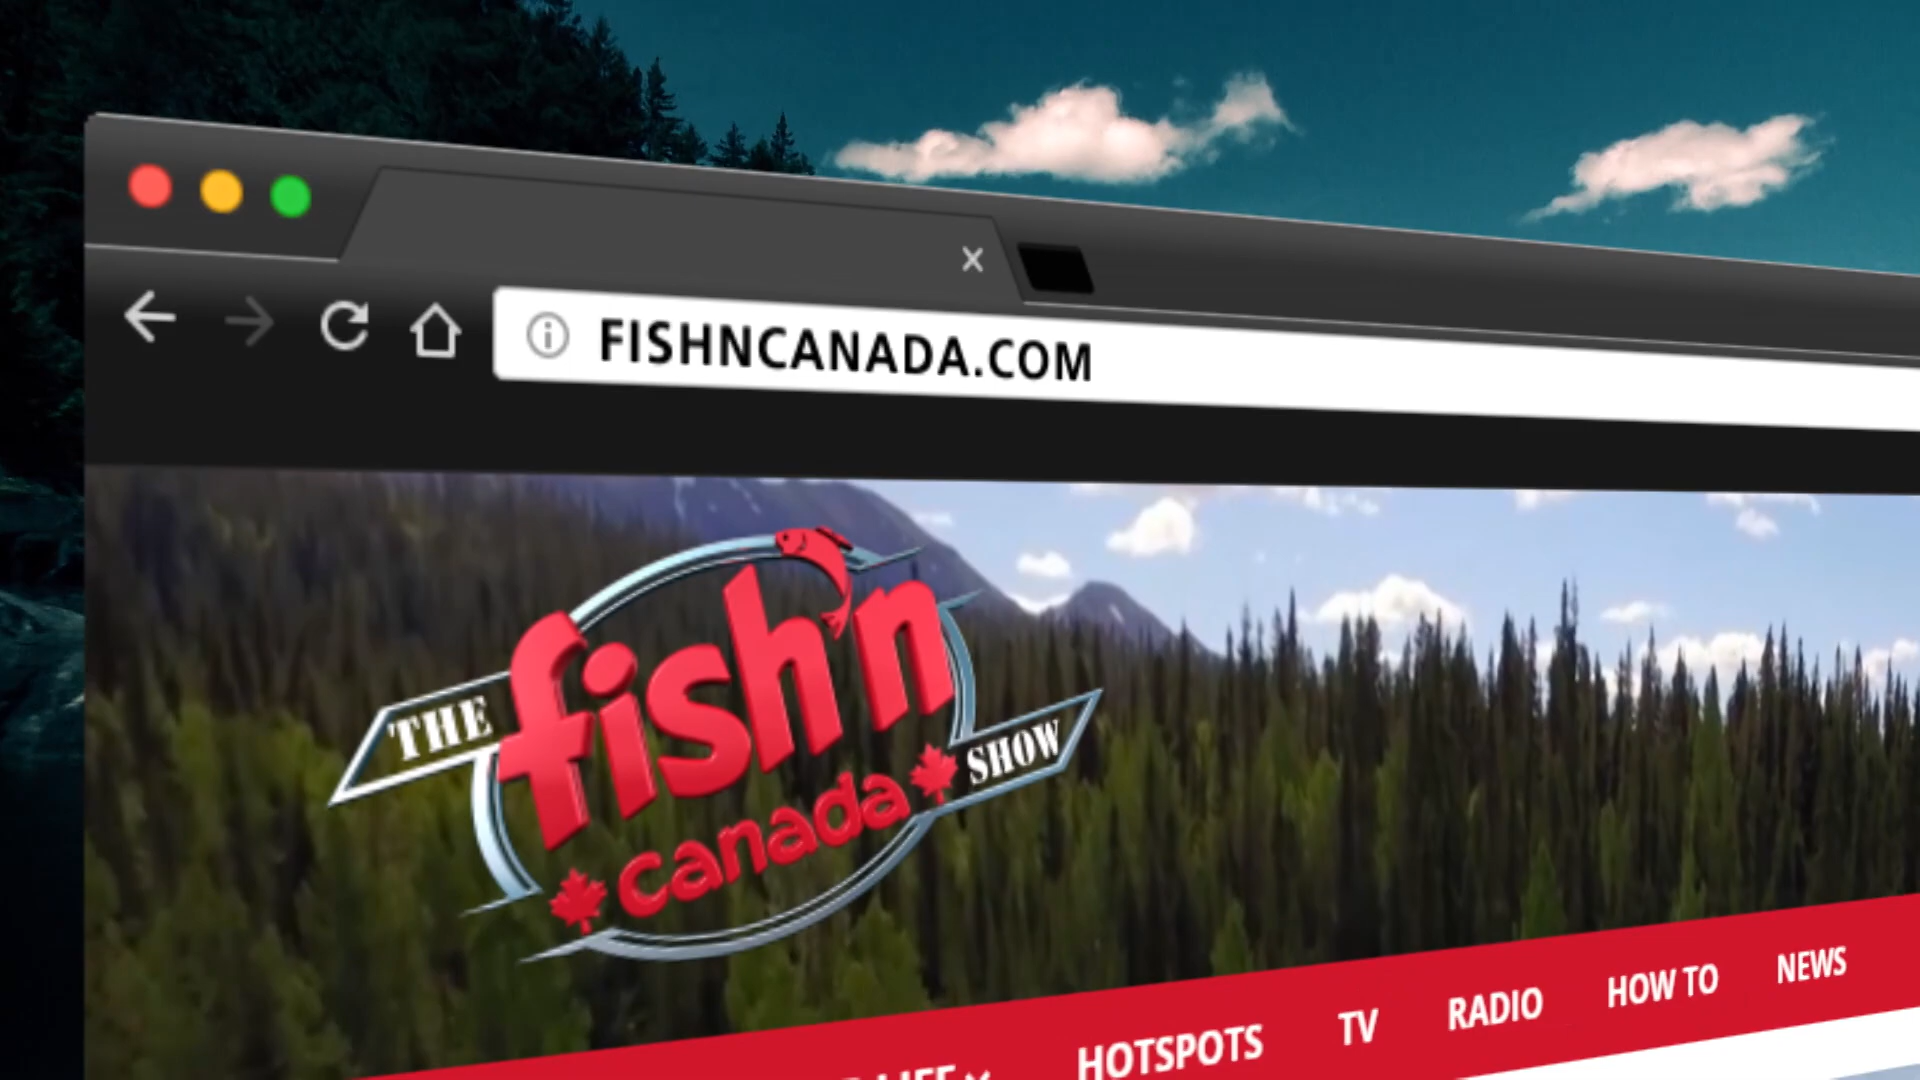 FISHNCANADA.COM
THE
fish'n
canada
SHOW
HOTSPOTS
TV
RADIO
HOW TO
NEWS